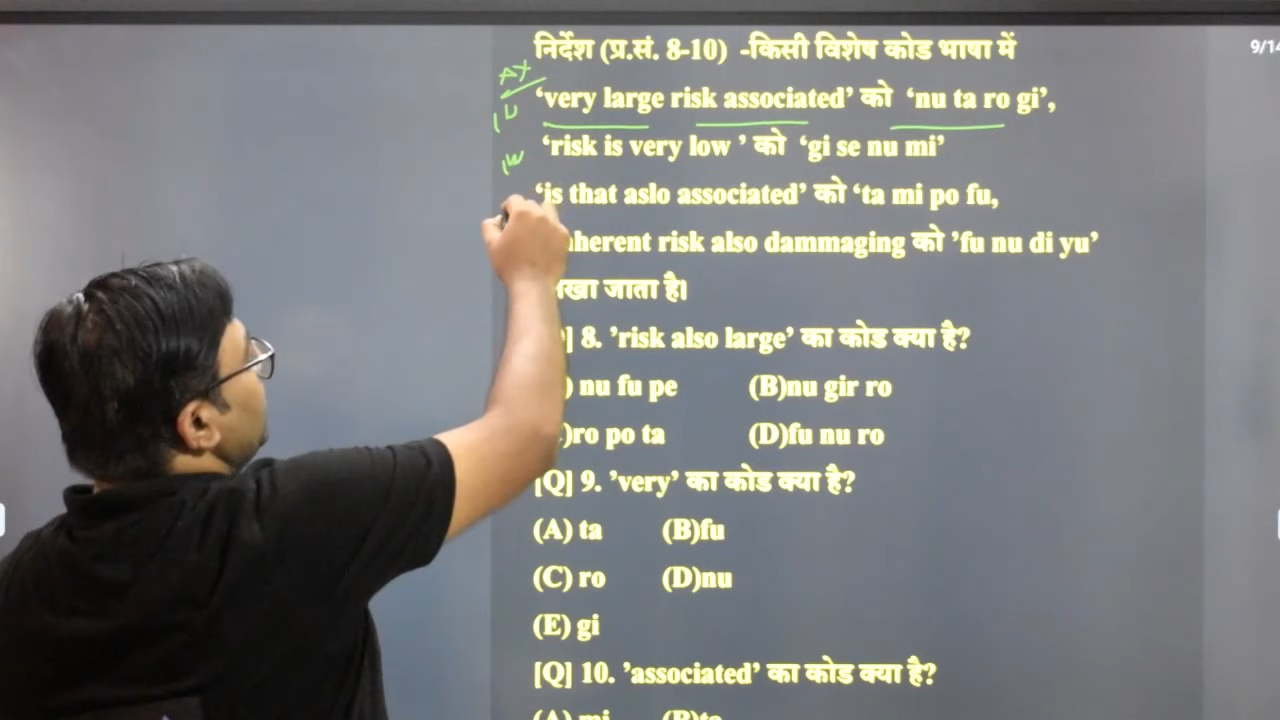 9/14
निर्देश (प्र.सं. 8-10) -किसी विशेष कोड भाषा में
‘very large risk associated’ को ‘nu ta ro gi’,
‘risk is very low ’ को ‘gi se nu mi’
‘is that aslo associated’ को ‘ta mi po fu,
nherent risk also dammaging को ’fu nu di yu’
खा जाता है।
] 8. ’risk also large’ का कोड क्या है?
) nu fu pe (B)nu gir ro
)ro po ta (D)fu nu ro
[Q] 9. ’very’ का कोड क्या है?
(A) ta (B)fu
(C) ro (D)nu
(E) gi
[Q] 10. ’associated’ का कोड क्या है?
(A) mi (B)ta